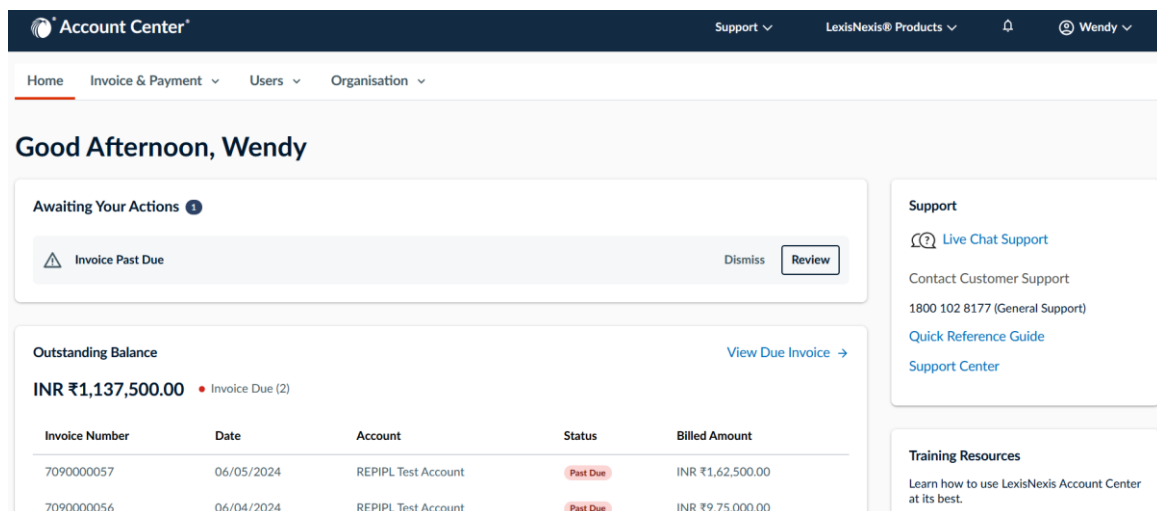 Account Center®
Support
LexisNexis® Products
Wendy
Home
Invoice & Payment
Users
Organisation
Good Afternoon, Wendy
Awaiting Your Actions 1
Invoice Past Due
Dismiss
Review
Outstanding Balance
View Due Invoice →
INR ₹1,137,500.00 • Invoice Due (2)
Invoice Number Date Account Status Billed Amount
7090000057 06/05/2024 REPIPL Test Account Past Due INR ₹1,62,500.00
7090000056 06/04/2024 REPIPL Test Account Past Due INR ₹9,75,000.00
Support
Live Chat Support
Contact Customer Support
1800 102 8177 (General Support)
Quick Reference Guide
Support Center
Training Resources
Learn how to use LexisNexis Account Center
at its best.